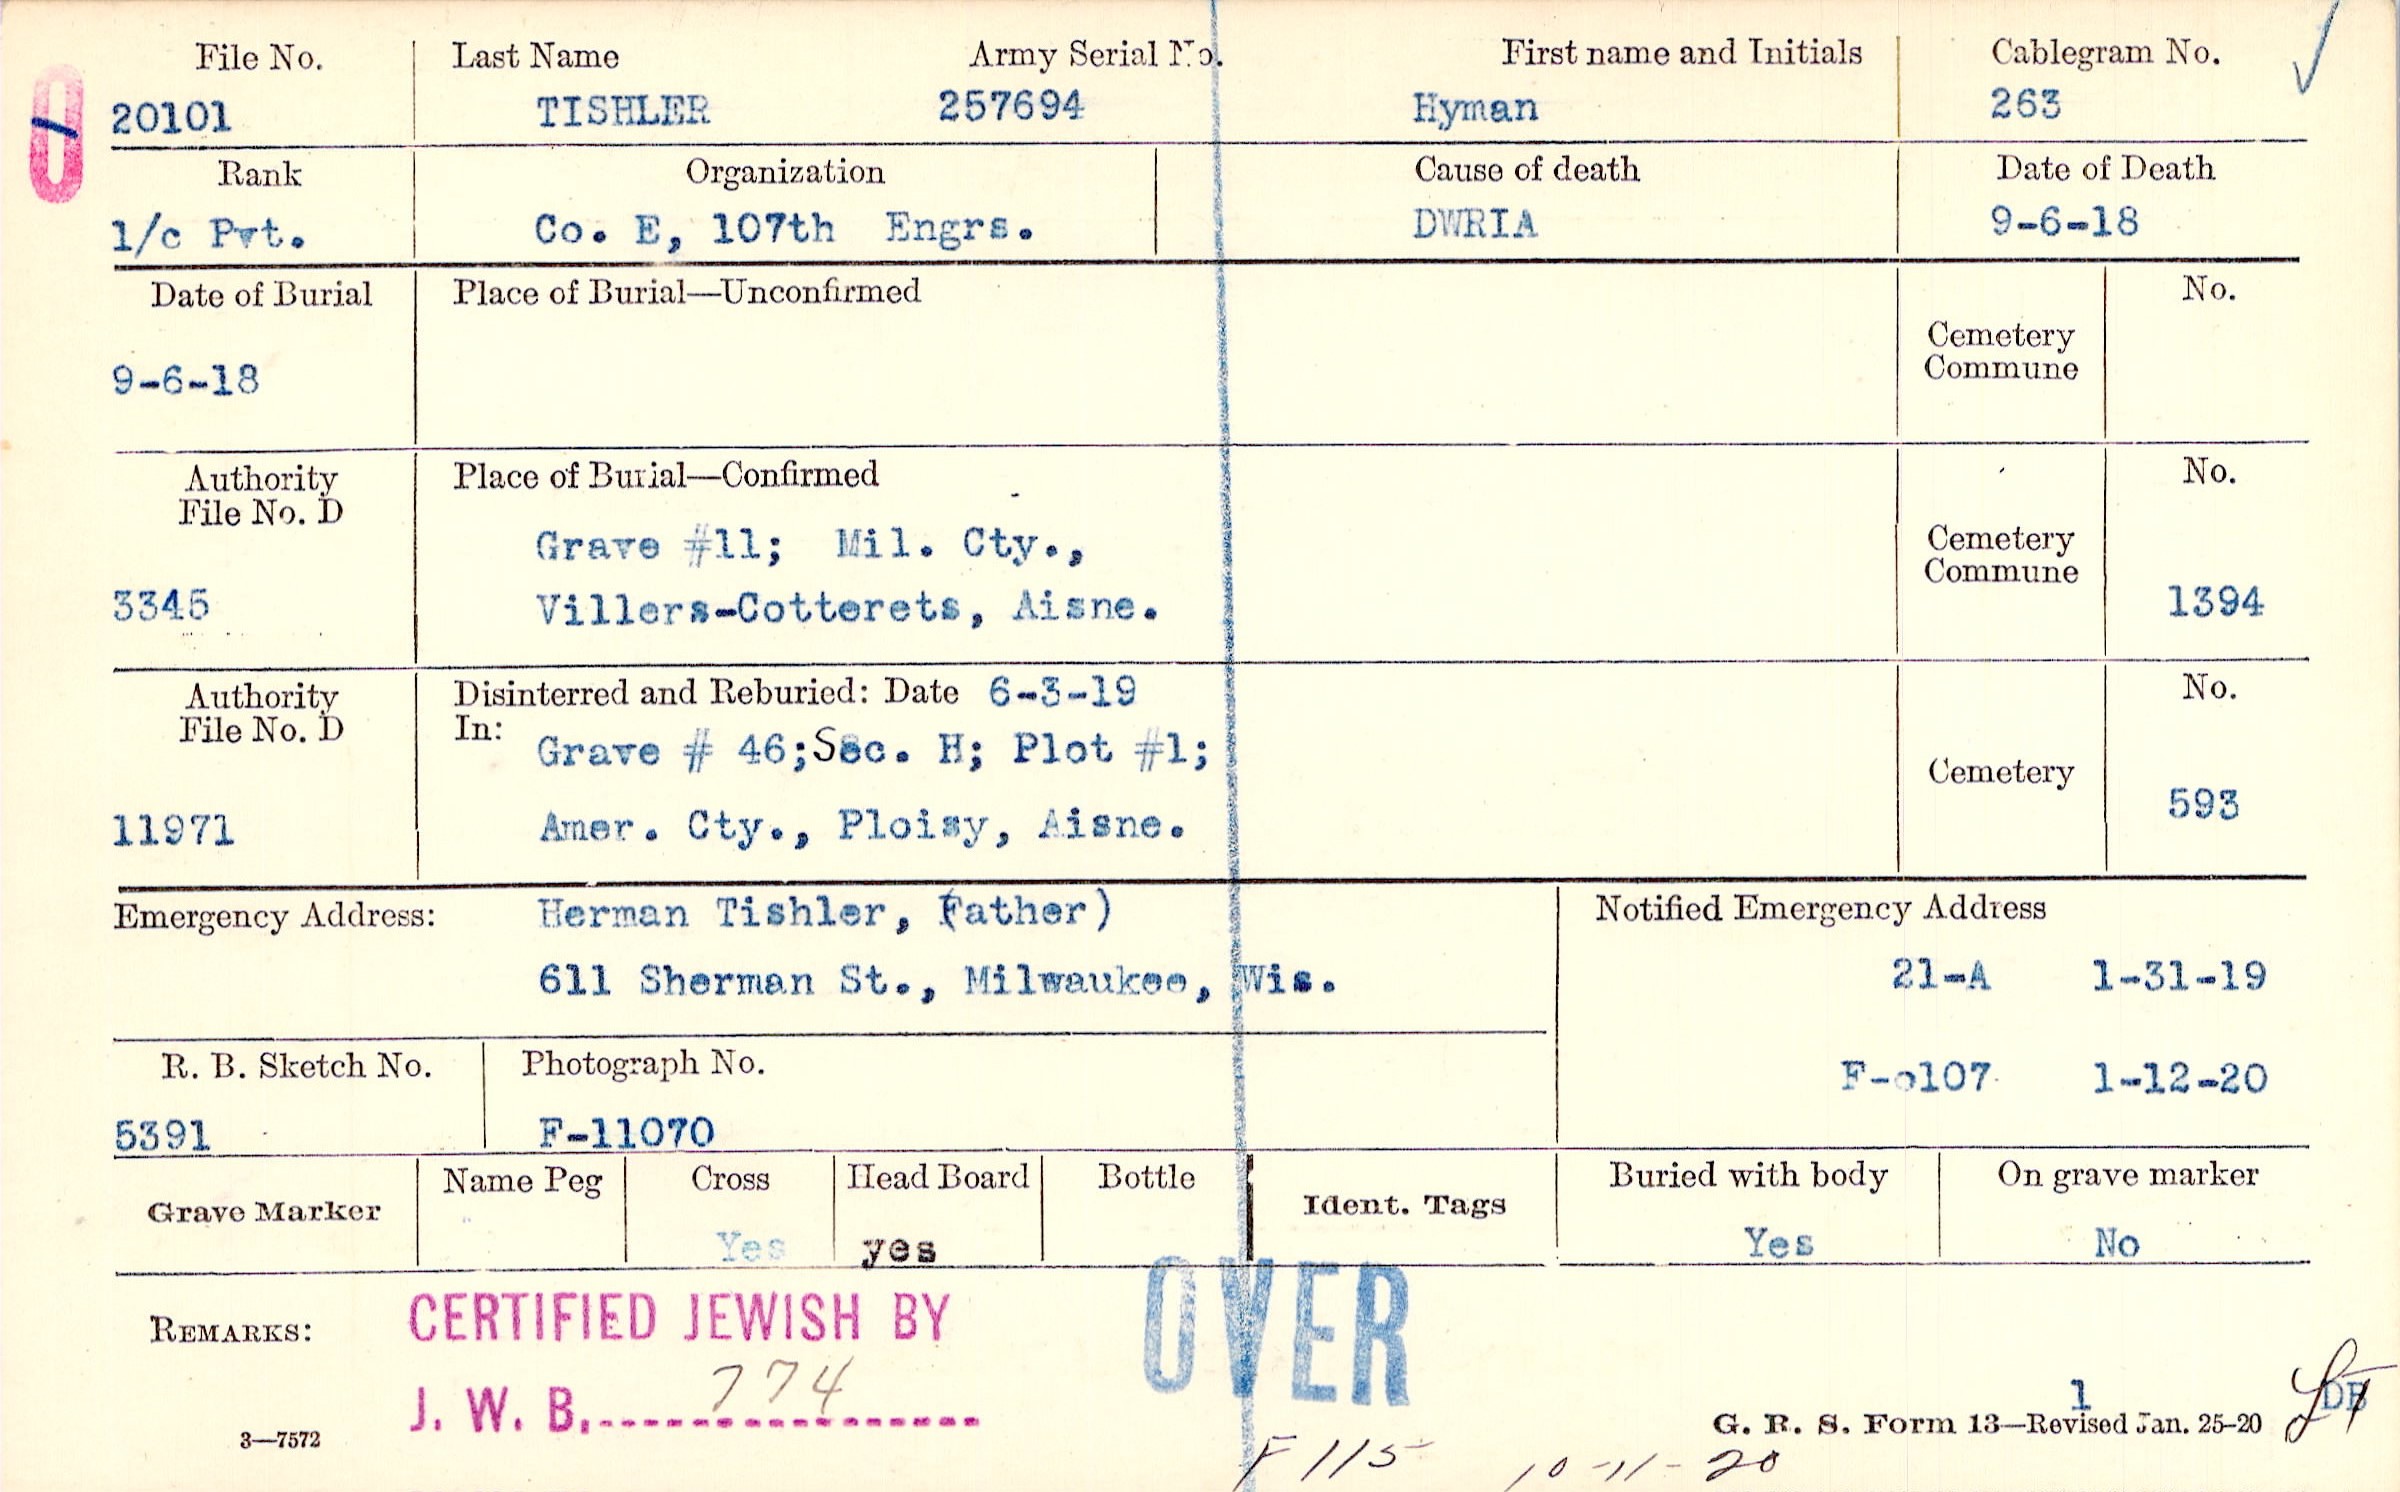 File No. Last Name Army Serial No. First name and Initials Cablegram No.
20101 TISHLER 257694 Hyman 263
Rank Organization Cause of death Date of Death
1/c Pvt. Co. E, 107th Engrs. DWRIA 9-6-18
Date of Burial Place of Burial—Unconfirmed No.
Cemetery
Commune
9-6-18
Authority Place of Burial—Confirmed No.
File No. D
Grave #11; Mil. Cty., Cemetery
Commune
3345 Villers-Cotterets, Aisne. 1394
Authority Disinterred and Reburied: Date 6-3-19 No.
File No. D In:
Grave # 46;Sec. H; Plot #1;
Cemetery
11971 Amer. Cty., Ploisy, Aisne. 593
Emergency Address: Herman Tishler, (Father) Notified Emergency Address
611 Sherman St., Milwaukee, Wis. 21-A 1-31-19
R. B. Sketch No. Photograph No. F-o107 1-12-20
5391 F-11070
Name Peg Cross Head Board Bottle Buried with body On grave marker
Grave Marker Ident. Tags
Yes yes Yes No
OVER
REMARKS: CERTIFIED JEWISH BY
J. W. B. 774
1
3—7572 G. R. S. Form 13—Revised Jan. 25-20
F 115 10-11-20